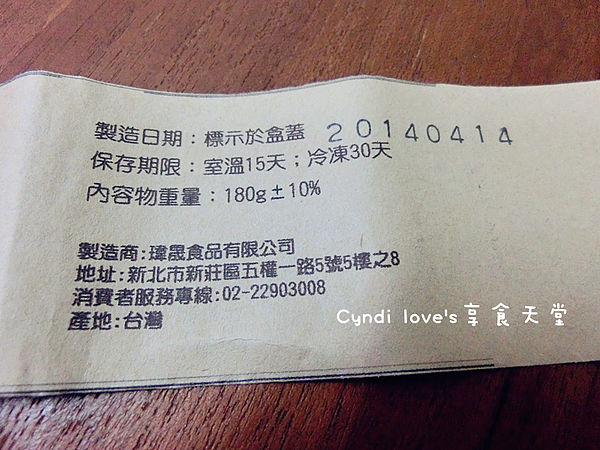 製造日期：標示於盒蓋 20140414
保存期限：室溫15天；冷凍30天
內容物重量：180g±10%
製造商:瑋晟食品有限公司
地址:新北市新莊區五權一路5號5樓之8
消費者服務專線:02-22903008
產地:台灣
Cyndi love's享食天堂